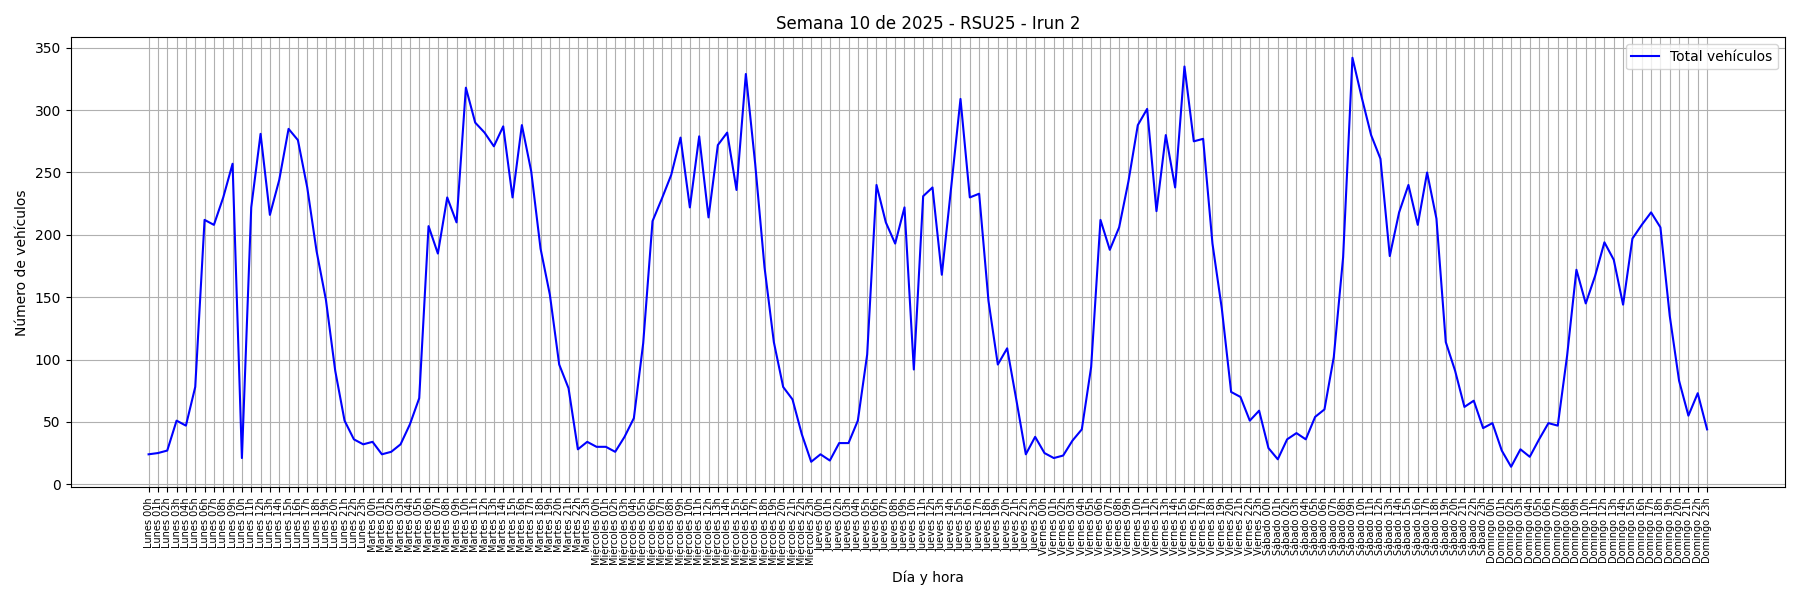 Semana 10 de 2025 - RSU25 - Irun 2
Total vehículos
Número de vehículos
350
300
250
200
150
100
50
0
Lunes 00h
Lunes 01h
Lunes 02h
Lunes 03h
Lunes 04h
Lunes 05h
Lunes 06h
Lunes 07h
Lunes 08h
Lunes 09h
Lunes 10h
Lunes 11h
Lunes 12h
Lunes 13h
Lunes 14h
Lunes 15h
Lunes 16h
Lunes 17h
Lunes 18h
Lunes 19h
Lunes 20h
Lunes 21h
Lunes 22h
Lunes 23h
Martes 00h
Martes 01h
Martes 02h
Martes 03h
Martes 04h
Martes 05h
Martes 06h
Martes 07h
Martes 08h
Martes 09h
Martes 10h
Martes 11h
Martes 12h
Martes 13h
Martes 14h
Martes 15h
Martes 16h
Martes 17h
Martes 18h
Martes 19h
Martes 20h
Martes 21h
Martes 22h
Martes 23h
Miércoles 00h
Miércoles 01h
Miércoles 02h
Miércoles 03h
Miércoles 04h
Miércoles 05h
Miércoles 06h
Miércoles 07h
Miércoles 08h
Miércoles 09h
Miércoles 10h
Miércoles 11h
Miércoles 12h
Miércoles 13h
Miércoles 14h
Miércoles 15h
Miércoles 16h
Miércoles 17h
Miércoles 18h
Miércoles 19h
Miércoles 20h
Miércoles 21h
Miércoles 22h
Miércoles 23h
Jueves 00h
Jueves 01h
Jueves 02h
Jueves 03h
Jueves 04h
Jueves 05h
Jueves 06h
Jueves 07h
Jueves 08h
Jueves 09h
Jueves 10h
Jueves 11h
Jueves 12h
Jueves 13h
Jueves 14h
Jueves 15h
Jueves 16h
Jueves 17h
Jueves 18h
Jueves 19h
Jueves 20h
Jueves 21h
Jueves 22h
Jueves 23h
Viernes 00h
Viernes 01h
Viernes 02h
Viernes 03h
Viernes 04h
Viernes 05h
Viernes 06h
Viernes 07h
Viernes 08h
Viernes 09h
Viernes 10h
Viernes 11h
Viernes 12h
Viernes 13h
Viernes 14h
Viernes 15h
Viernes 16h
Viernes 17h
Viernes 18h
Viernes 19h
Viernes 20h
Viernes 21h
Viernes 22h
Viernes 23h
Sábado 00h
Sábado 01h
Sábado 02h
Sábado 03h
Sábado 04h
Sábado 05h
Sábado 06h
Sábado 07h
Sábado 08h
Sábado 09h
Sábado 10h
Sábado 11h
Sábado 12h
Sábado 13h
Sábado 14h
Sábado 15h
Sábado 16h
Sábado 17h
Sábado 18h
Sábado 19h
Sábado 20h
Sábado 21h
Sábado 22h
Sábado 23h
Domingo 00h
Domingo 01h
Domingo 02h
Domingo 03h
Domingo 04h
Domingo 05h
Domingo 06h
Domingo 07h
Domingo 08h
Domingo 09h
Domingo 10h
Domingo 11h
Domingo 12h
Domingo 13h
Domingo 14h
Domingo 15h
Domingo 16h
Domingo 17h
Domingo 18h
Domingo 19h
Domingo 20h
Domingo 21h
Domingo 22h
Domingo 23h
Día y hora